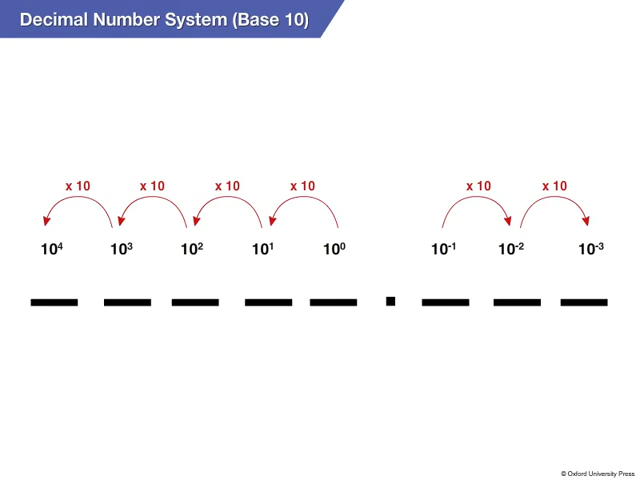 Decimal Number System (Base 10)
x 10 x 10 x 10 x 10 x 10 x 10
10⁴ 10³ 10² 10¹ 10⁰ 10⁻¹ 10⁻² 10⁻³
© Oxford University Press